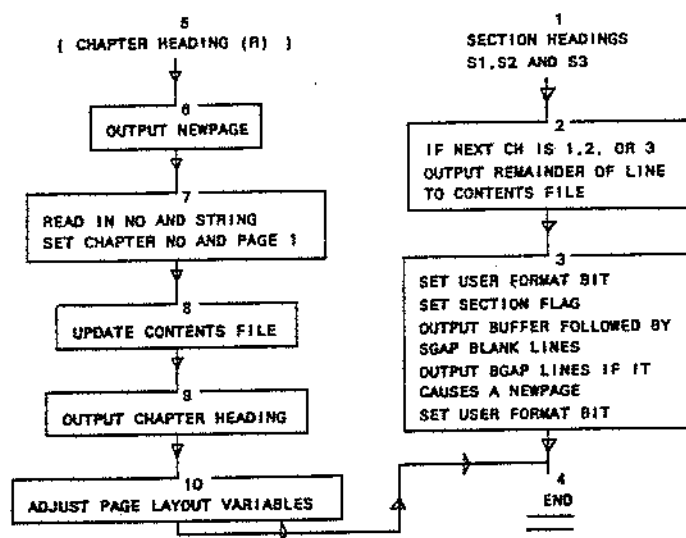 5
( CHAPTER HEADING (A) )
6
OUTPUT NEWPAGE
7
READ IN NO AND STRING
SET CHAPTER NO AND PAGE 1
8
UPDATE CONTENTS FILE
9
OUTPUT CHAPTER HEADING
10
ADJUST PAGE LAYOUT VARIABLES
1
SECTION HEADINGS
S1,S2 AND S3
2
IF NEXT CH IS 1,2, OR 3
OUTPUT REMAINDER OF LINE
TO CONTENTS FILE
3
SET USER FORMAT BIT
SET SECTION FLAG
OUTPUT BUFFER FOLLOWED BY
SGAP BLANK LINES
OUTPUT BGAP LINES IF IT
CAUSES A NEWPAGE
SET USER FORMAT BIT
4
END